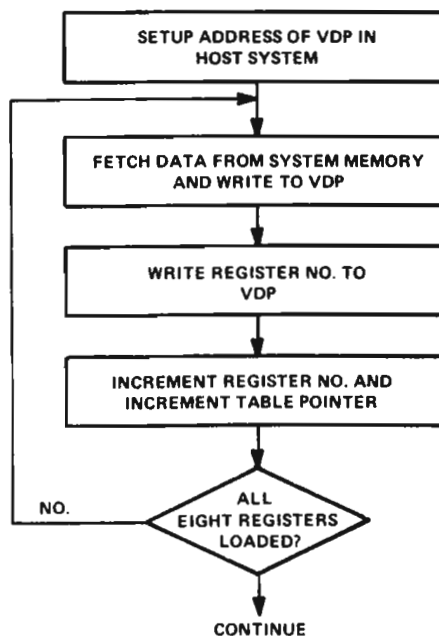 SETUP ADDRESS OF VDP IN
HOST SYSTEM
FETCH DATA FROM SYSTEM MEMORY
AND WRITE TO VDP
WRITE REGISTER NO. TO
VDP
INCREMENT REGISTER NO. AND
INCREMENT TABLE POINTER
NO.
ALL
EIGHT REGISTERS
LOADED?
CONTINUE